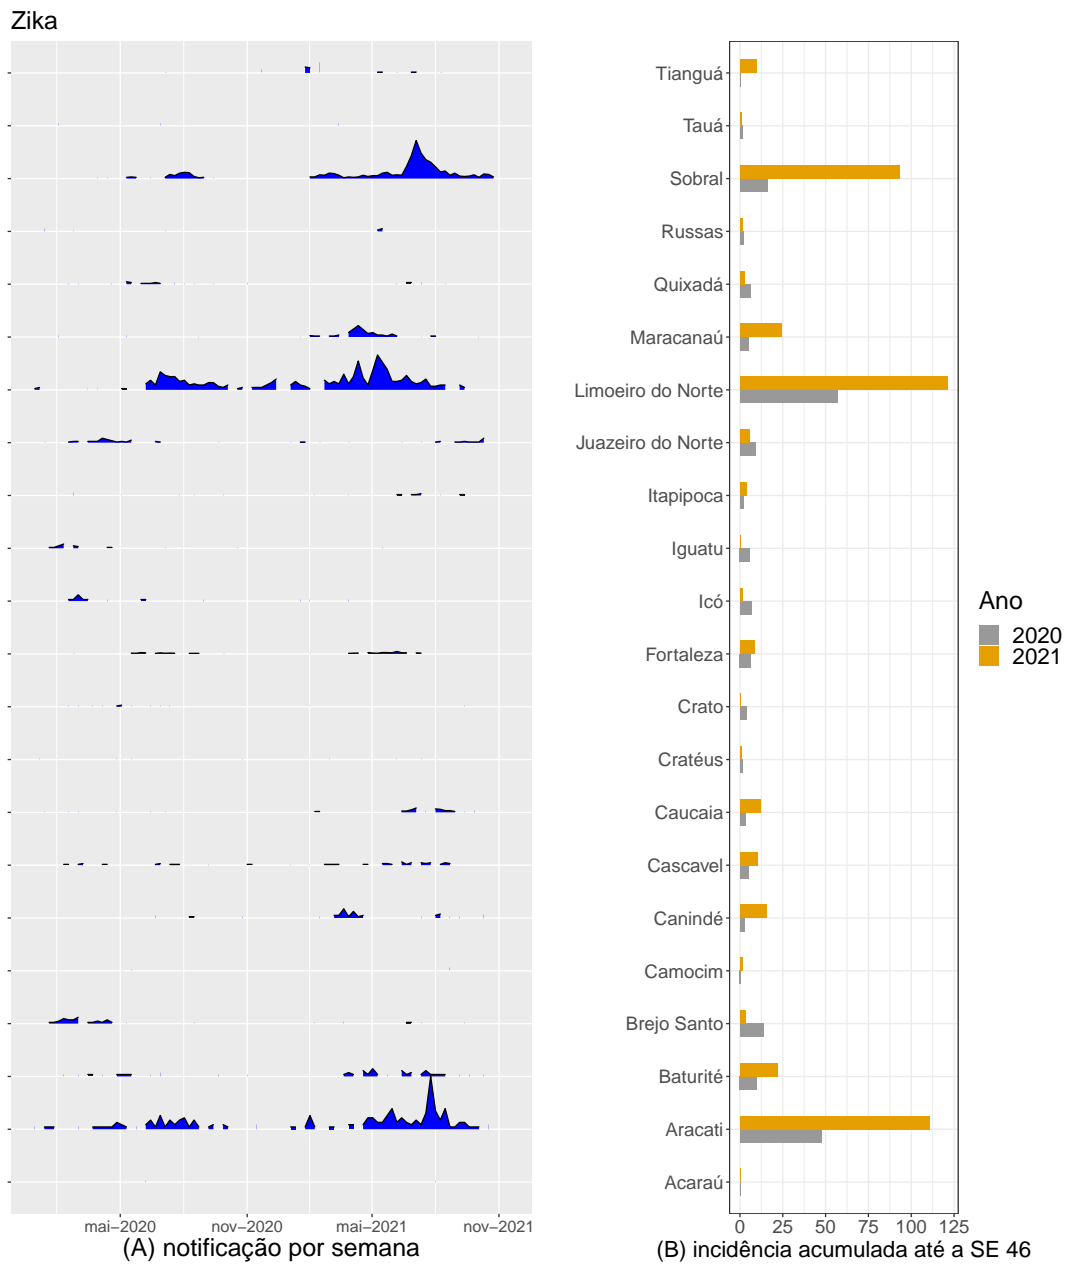 Zika
Tianguá
Tauá
Sobral
Russas
Quixadá
Maracanaú
Limoeiro do Norte
Juazeiro do Norte
Itapipoca
Iguatu
Icó
Fortaleza
Crato
Cratéus
Caucaia
Cascavel
Canindé
Camocim
Brejo Santo
Baturité
Aracati
Acaraú
Ano
2020
2021
mai–2020 nov–2020 mai–2021 nov–2021
(A) notificação por semana
0 25 50 75 100 125
(B) incidência acumulada até a SE 46